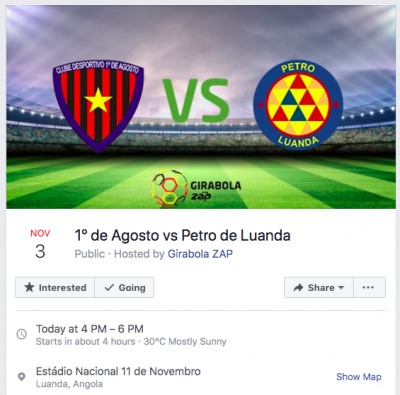 CLUBE DESPORTIVO 1º DE AGOSTO
VS
PETRO
LUANDA
GIRABOLA
zap
NOV
3
1º de Agosto vs Petro de Luanda
Public · Hosted by Girabola ZAP
Interested
Going
Share
Today at 4 PM – 6 PM
Starts in about 4 hours · 30°C Mostly Sunny
Estádio Nacional 11 de Novembro
Show Map
Luanda, Angola